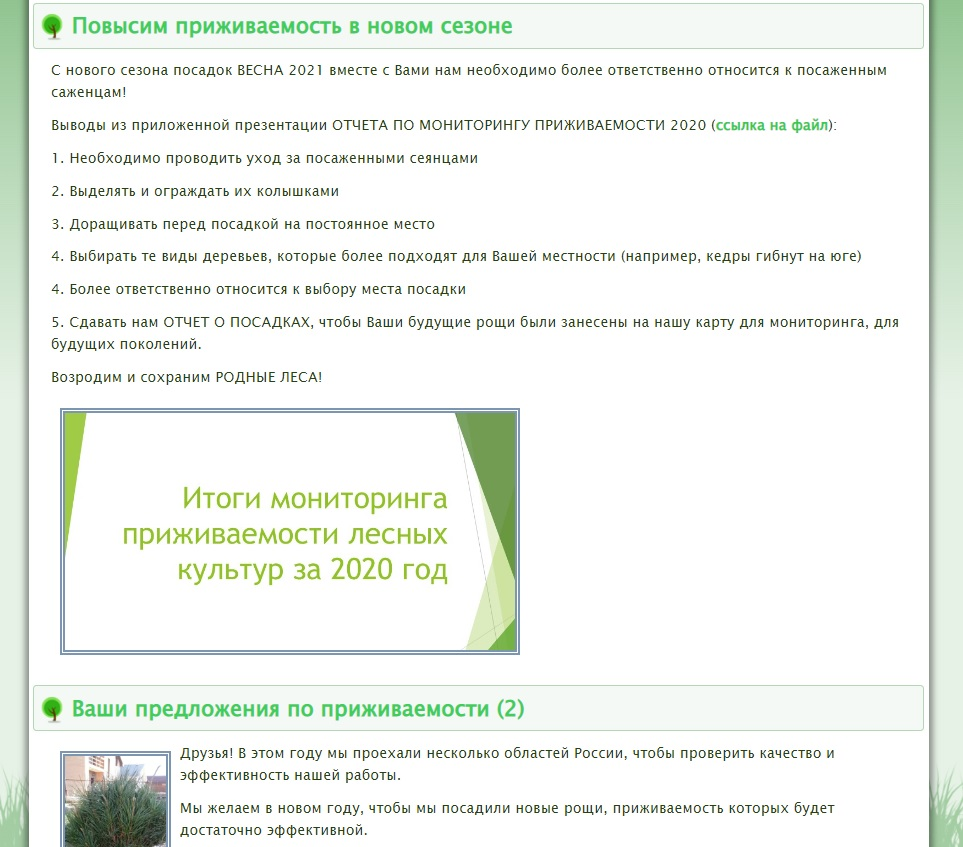 Повысим приживаемость в новом сезоне
С нового сезона посадок ВЕСНА 2021 вместе с Вами нам необходимо более ответственно относится к посаженным
саженцам!
Выводы из приложенной презентации ОТЧЕТА ПО МОНИТОРИНГУ ПРИЖИВАЕМОСТИ 2020 (ссылка на файл):
1. Необходимо проводить уход за посаженными сеянцами
2. Выделять и ограждать их колышками
3. Доращивать перед посадкой на постоянное место
4. Выбирать те виды деревьев, которые более подходят для Вашей местности (например, кедры гибнут на юге)
4. Более ответственно относится к выбору места посадки
5. Сдавать нам ОТЧЕТ О ПОСАДКАХ, чтобы Ваши будущие рощи были занесены на нашу карту для мониторинга, для
будущих поколений.
Возродим и сохраним РОДНЫЕ ЛЕСА!
Итоги мониторинга
приживаемости лесных
культур за 2020 год
Ваши предложения по приживаемости (2)
Друзья! В этом году мы проехали несколько областей России, чтобы проверить качество и
эффективность нашей работы.
Мы желаем в новом году, чтобы мы посадили новые рощи, приживаемость которых будет
достаточно эффективной.